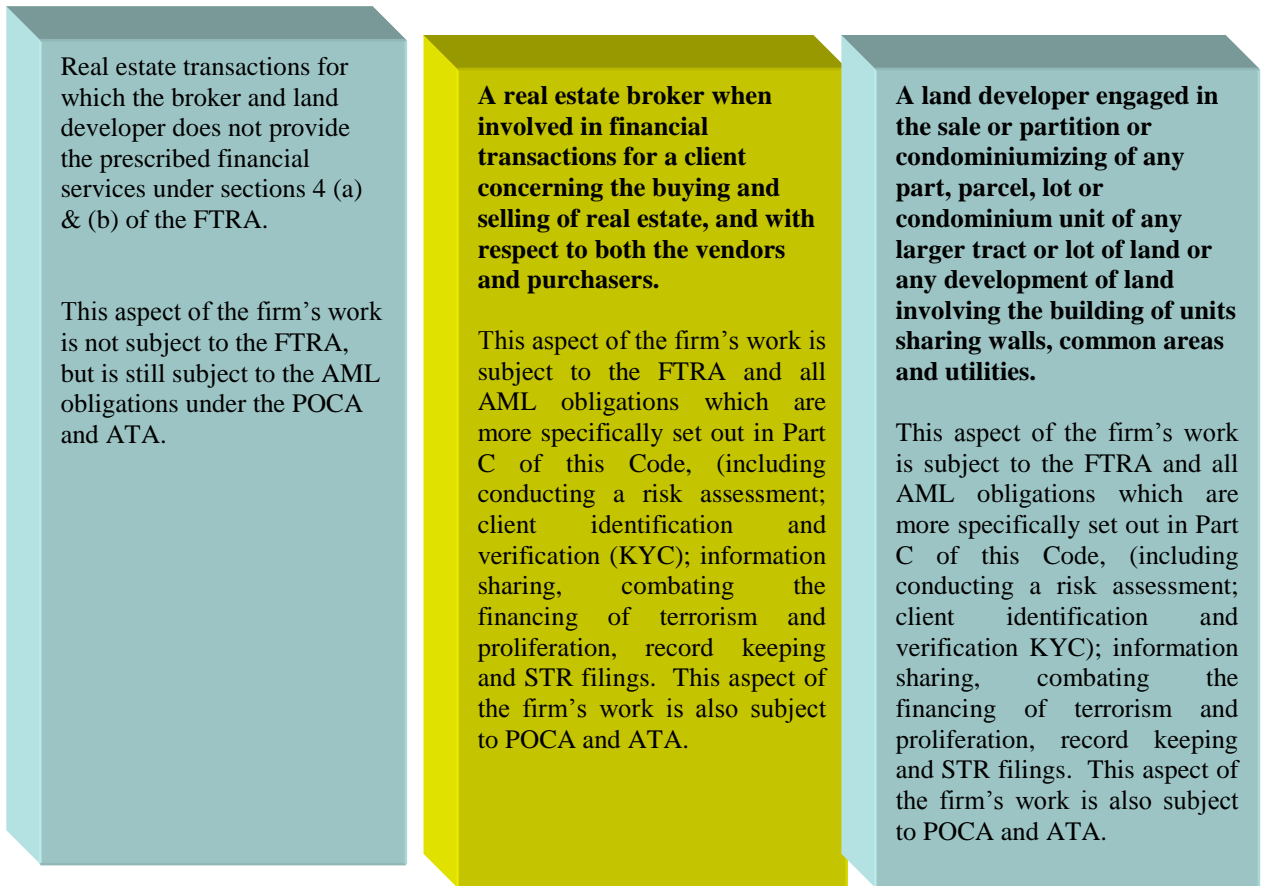 Real estate transactions for
which the broker and land
developer does not provide
the prescribed financial
services under sections 4 (a)
& (b) of the FTRA.
This aspect of the firm’s work
is not subject to the FTRA,
but is still subject to the AML
obligations under the POCA
and ATA.
A real estate broker when
involved in financial
transactions for a client
concerning the buying and
selling of real estate, and with
respect to both the vendors
and purchasers.
This aspect of the firm’s work is
subject to the FTRA and all
AML obligations which are
more specifically set out in Part
C of this Code, (including
conducting a risk assessment;
client identification and
verification (KYC); information
sharing, combating the
financing of terrorism and
proliferation, record keeping
and STR filings. This aspect of
the firm’s work is also subject
to POCA and ATA.
A land developer engaged in
the sale or partition or
condominiumizing of any
part, parcel, lot or
condominium unit of any
larger tract or lot of land or
any development of land
involving the building of units
sharing walls, common areas
and utilities.
This aspect of the firm’s work
is subject to the FTRA and all
AML obligations which are
more specifically set out in Part
C of this Code, (including
conducting a risk assessment;
client identification and
verification KYC); information
sharing, combating the
financing of terrorism and
proliferation, record keeping
and STR filings. This aspect of
the firm’s work is also subject
to POCA and ATA.